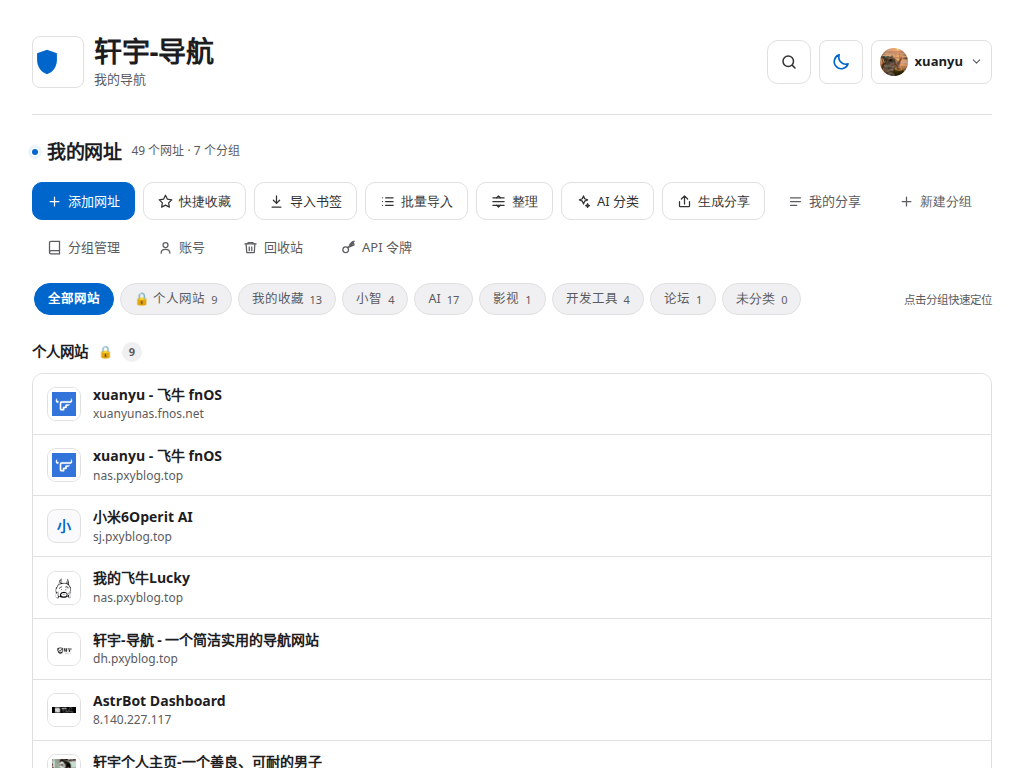 轩宇-导航
我的导航
xuanyu
我的网址 49 个网址 · 7 个分组
添加网址 快捷收藏 导入书签 批量导入 整理 AI 分类 生成分享 我的分享 新建分组
分组管理 账号 回收站 API 令牌
全部网站 🔒 个人网站 9 我的收藏 13 小智 4 AI 17 影视 1 开发工具 4 论坛 1 未分类 0 点击分组快速定位
个人网站 🔒 9
xuanyu - 飞牛 fnOS
xuanyunas.fnos.net
xuanyu - 飞牛 fnOS
nas.pxyblog.top
小
小米6Operit AI
sj.pxyblog.top
我的飞牛Lucky
nas.pxyblog.top
轩宇-导航 - 一个简洁实用的导航网站
dh.pxyblog.top
AstrBot Dashboard
8.140.227.117
轩宇个人主页-一个善良、可耐的男子